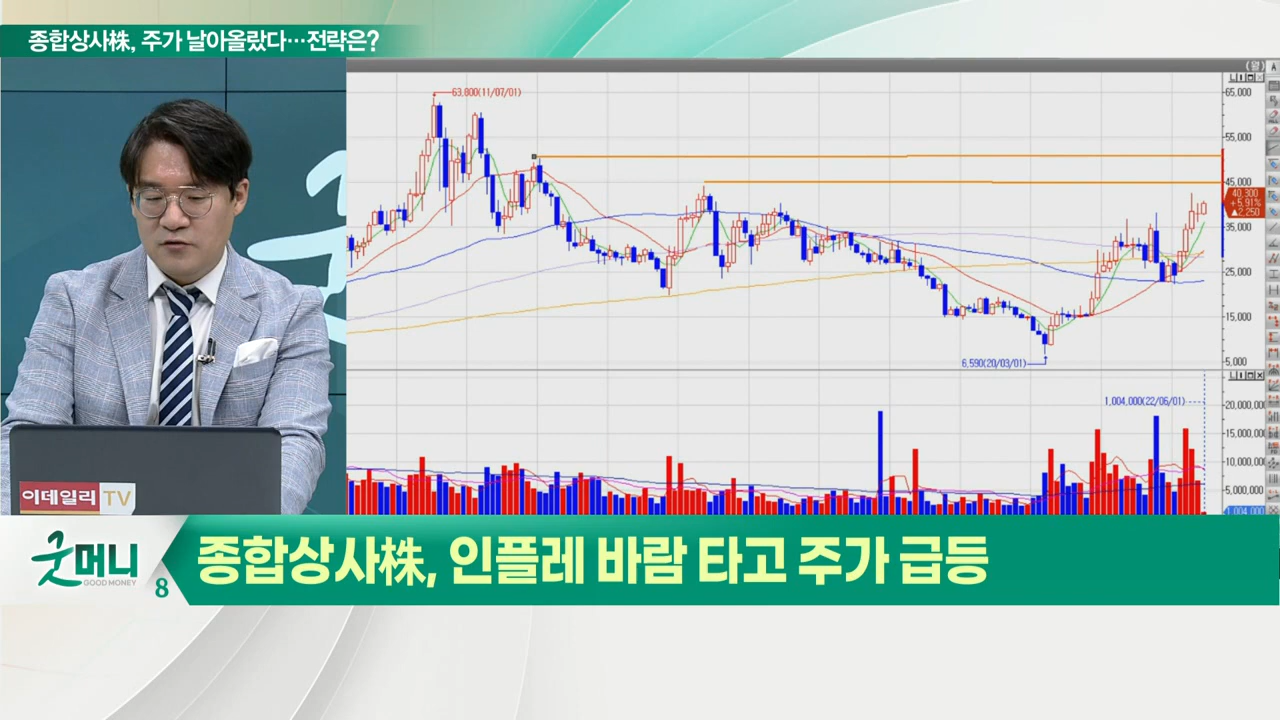 종합상사株, 주가 날아올랐다…전략은?
(월)
A
63,800(11/07/01)
65,000
55,000
45,000
40,300
+5,91%
▲2,250
35,000
25,000
15,000
6,590(20/03/01)
5,000
1,004,000(22/06/01)
20,000,000
15,000,000
10,000,000
5,000,000
1,004,000
이데일리TV
굿머니
GOOD MONEY
8
종합상사株, 인플레 바람 타고 주가 급등